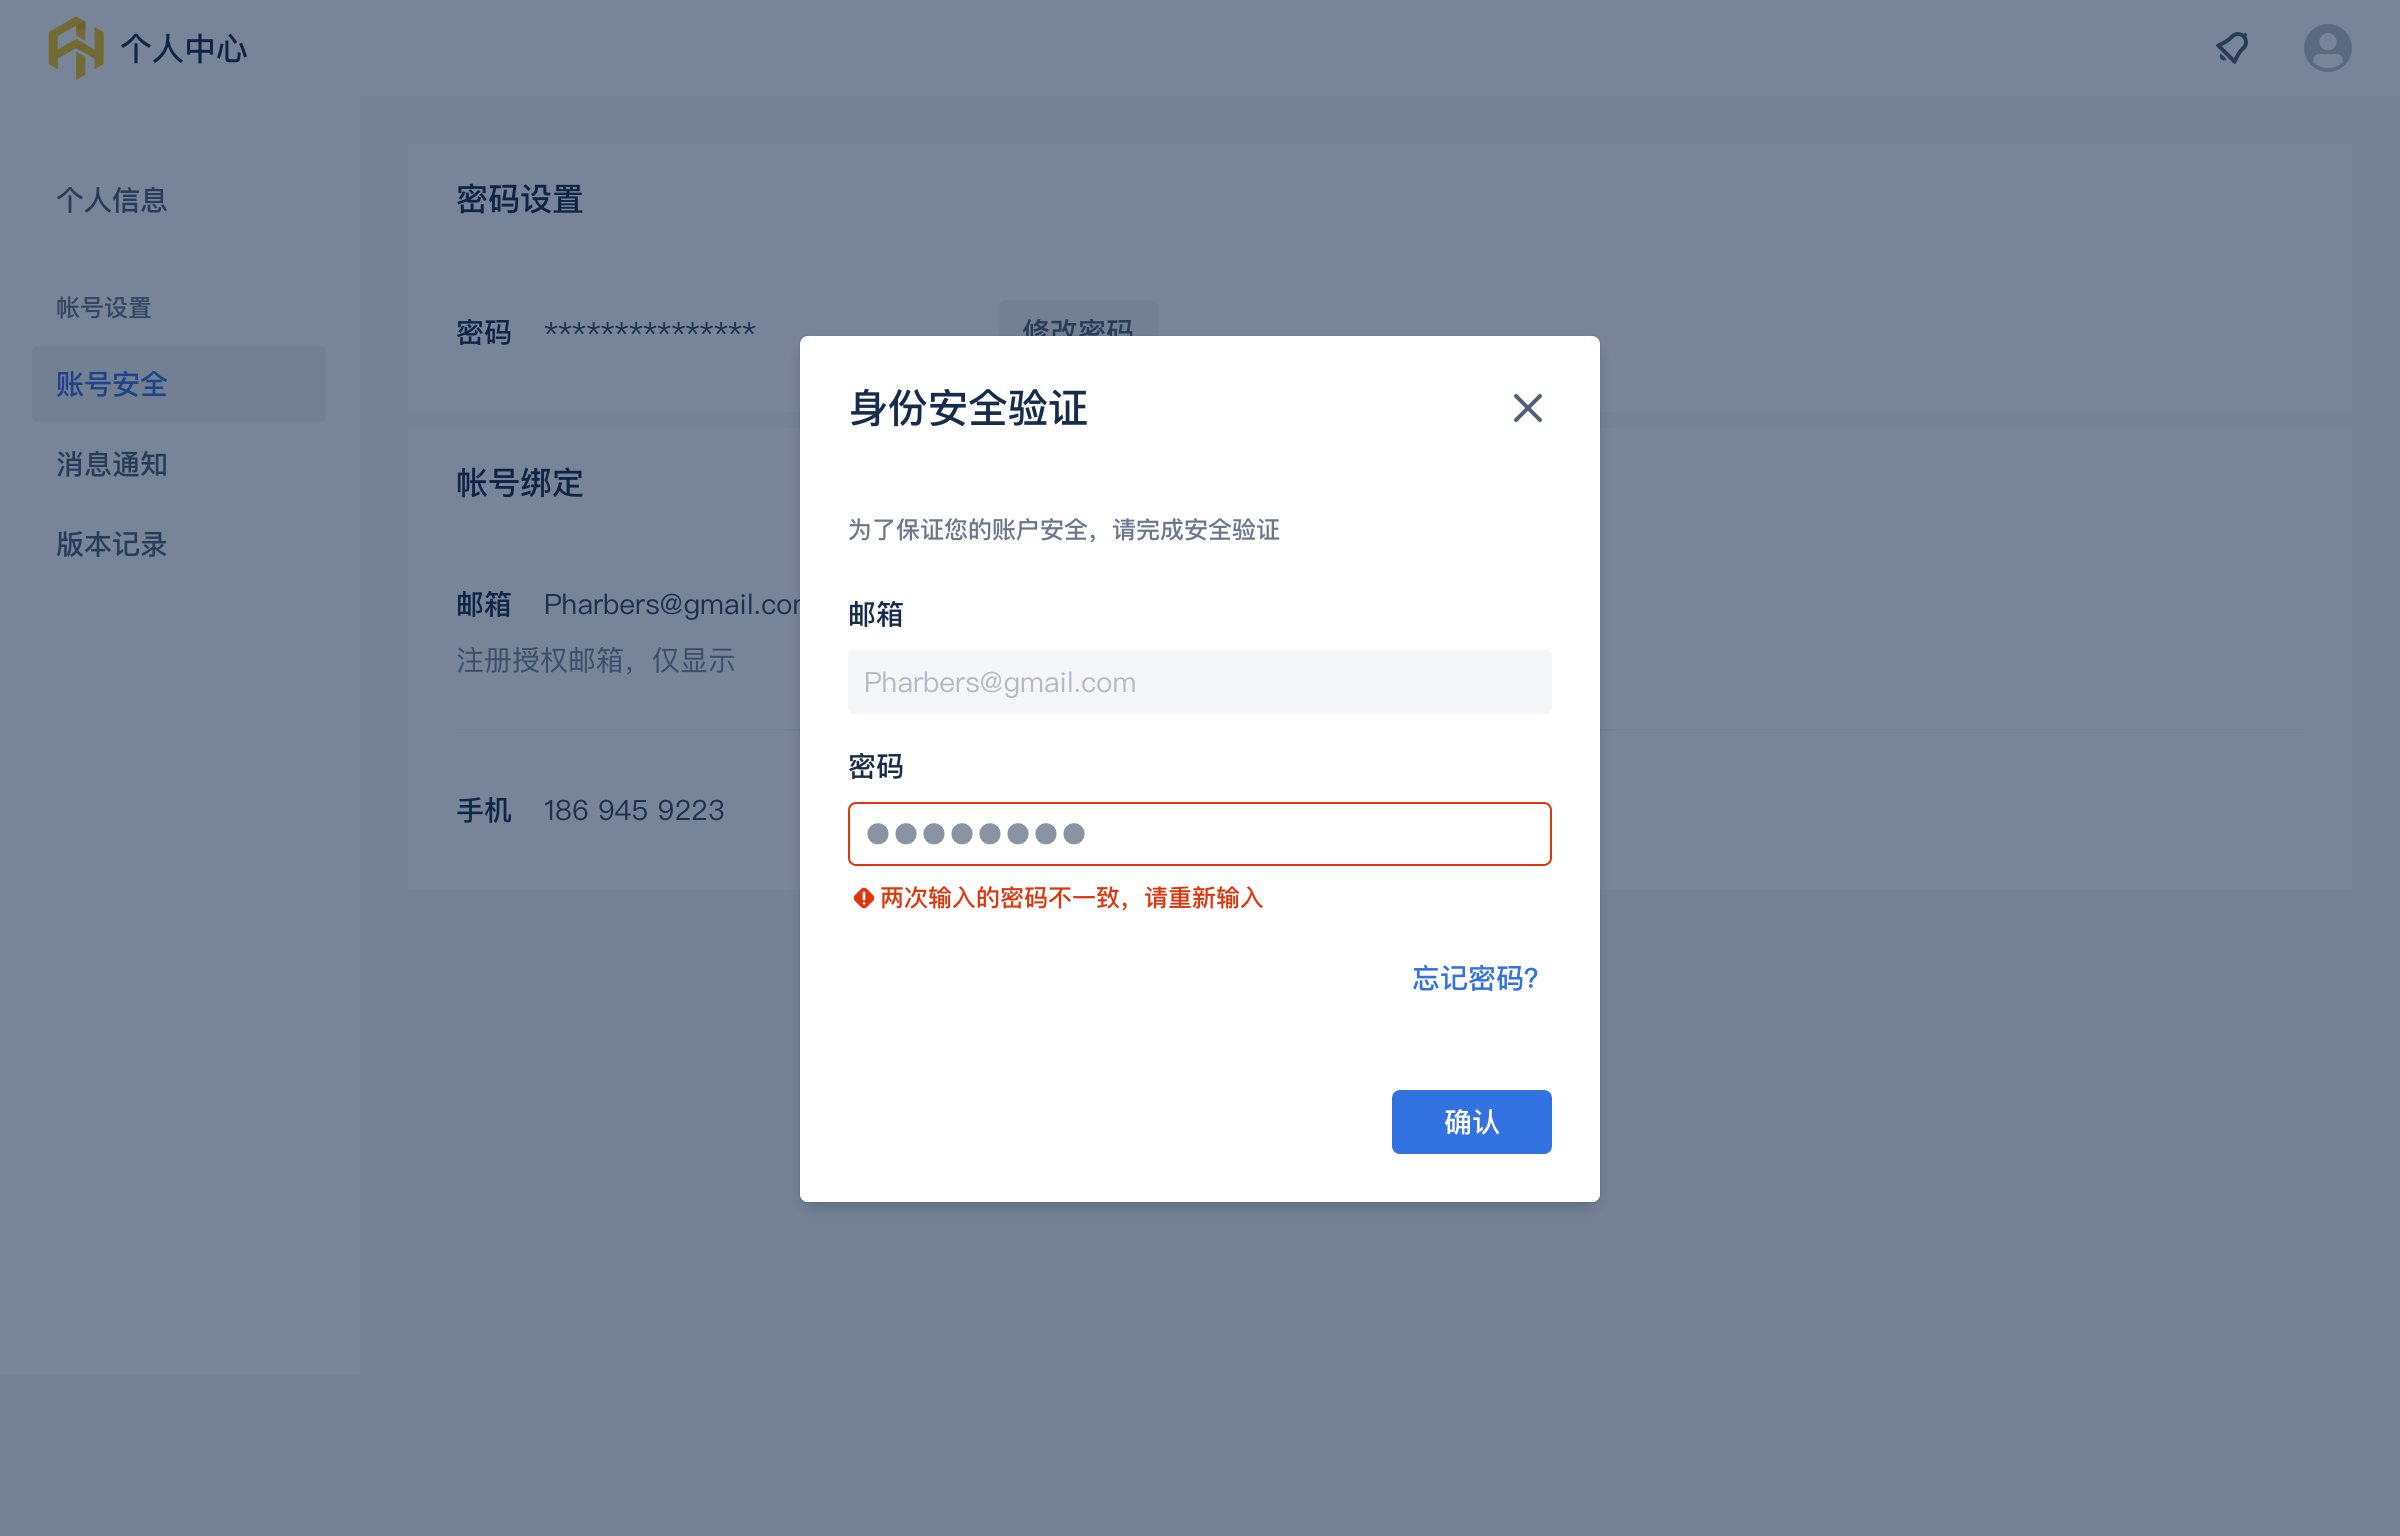 个人中心
个人信息
帐号设置
账号安全
消息通知
版本记录
密码设置
密码 ***************
修改密码
帐号绑定
邮箱 Pharbers@gmail.com
注册授权邮箱，仅显示
手机 186 945 9223
身份安全验证
为了保证您的账户安全，请完成安全验证
邮箱
Pharbers@gmail.com
密码
●●●●●●●●
两次输入的密码不一致，请重新输入
忘记密码?
确认